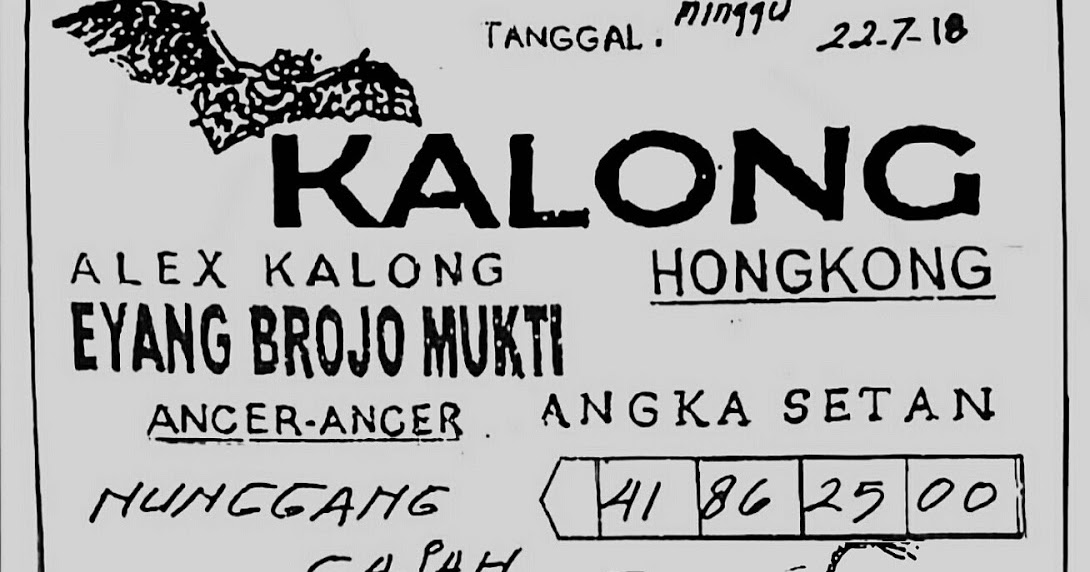 TANGGAL. minggu 22-7-18
KALONG
ALEX KALONG
HONGKONG
EYANG BROJO MUKTI
ANCER-ANCER.
ANGKA SETAN
NUNGGANG
41 86 25 00
GAPAH